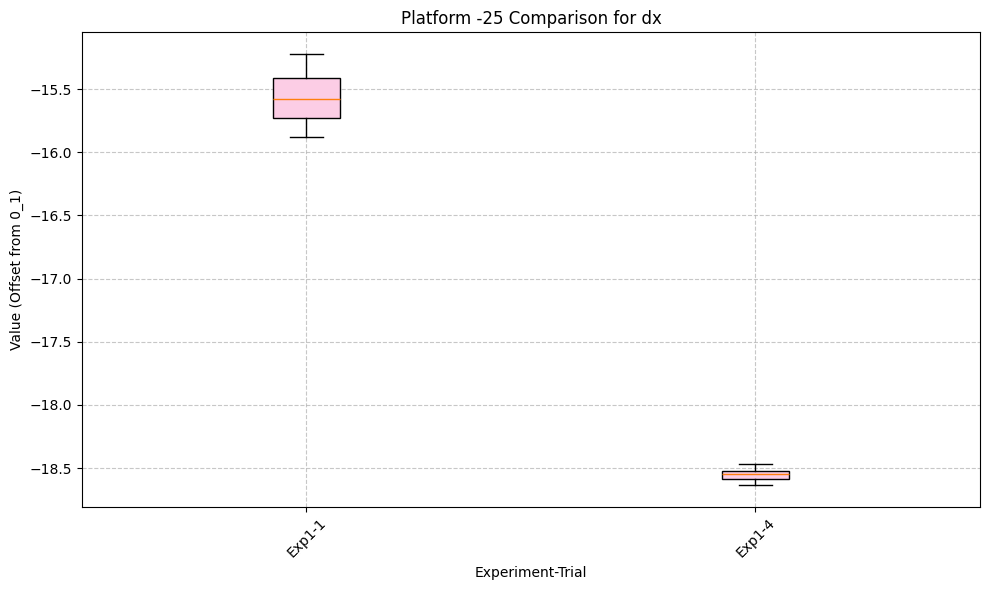 Platform -25 Comparison for dx
Value (Offset from 0_1)
−15.5
−16.0
−16.5
−17.0
−17.5
−18.0
−18.5
Exp1-1
Exp1-4
Experiment-Trial